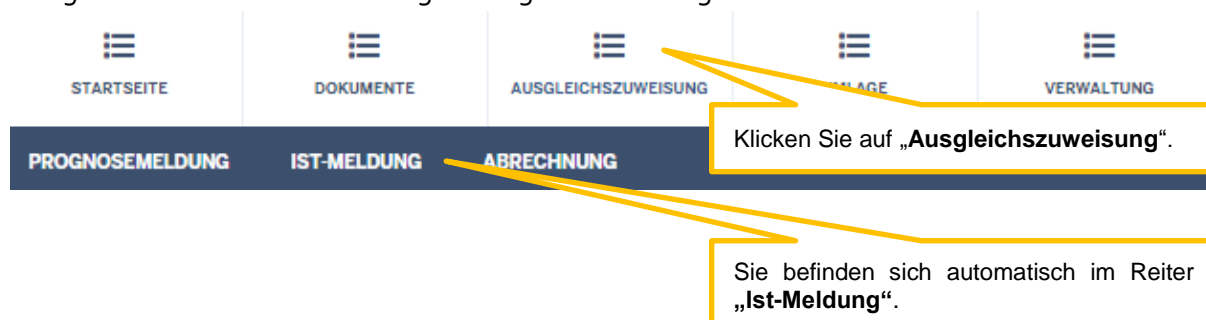 STARTSEITE
DOKUMENTE
AUSGLEICHSZUWEISUNG
VERWALTUNG
Klicken Sie auf „Ausgleichszuweisung“.
PROGNOSEMELDUNG
IST-MELDUNG
ABRECHNUNG
Sie befinden sich automatisch im Reiter
„Ist-Meldung“.